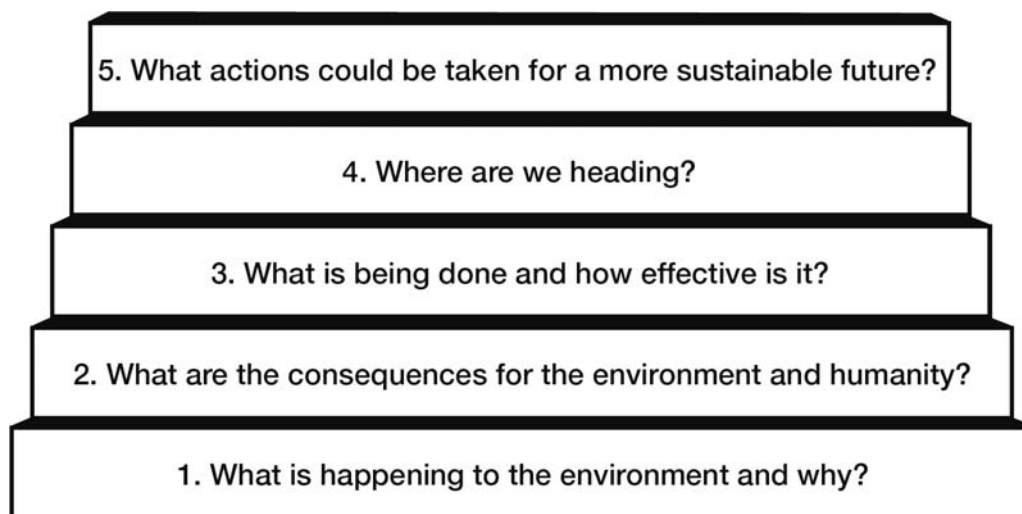 5. What actions could be taken for a more sustainable future?
4. Where are we heading?
3. What is being done and how effective is it?
2. What are the consequences for the environment and humanity?
1. What is happening to the environment and why?